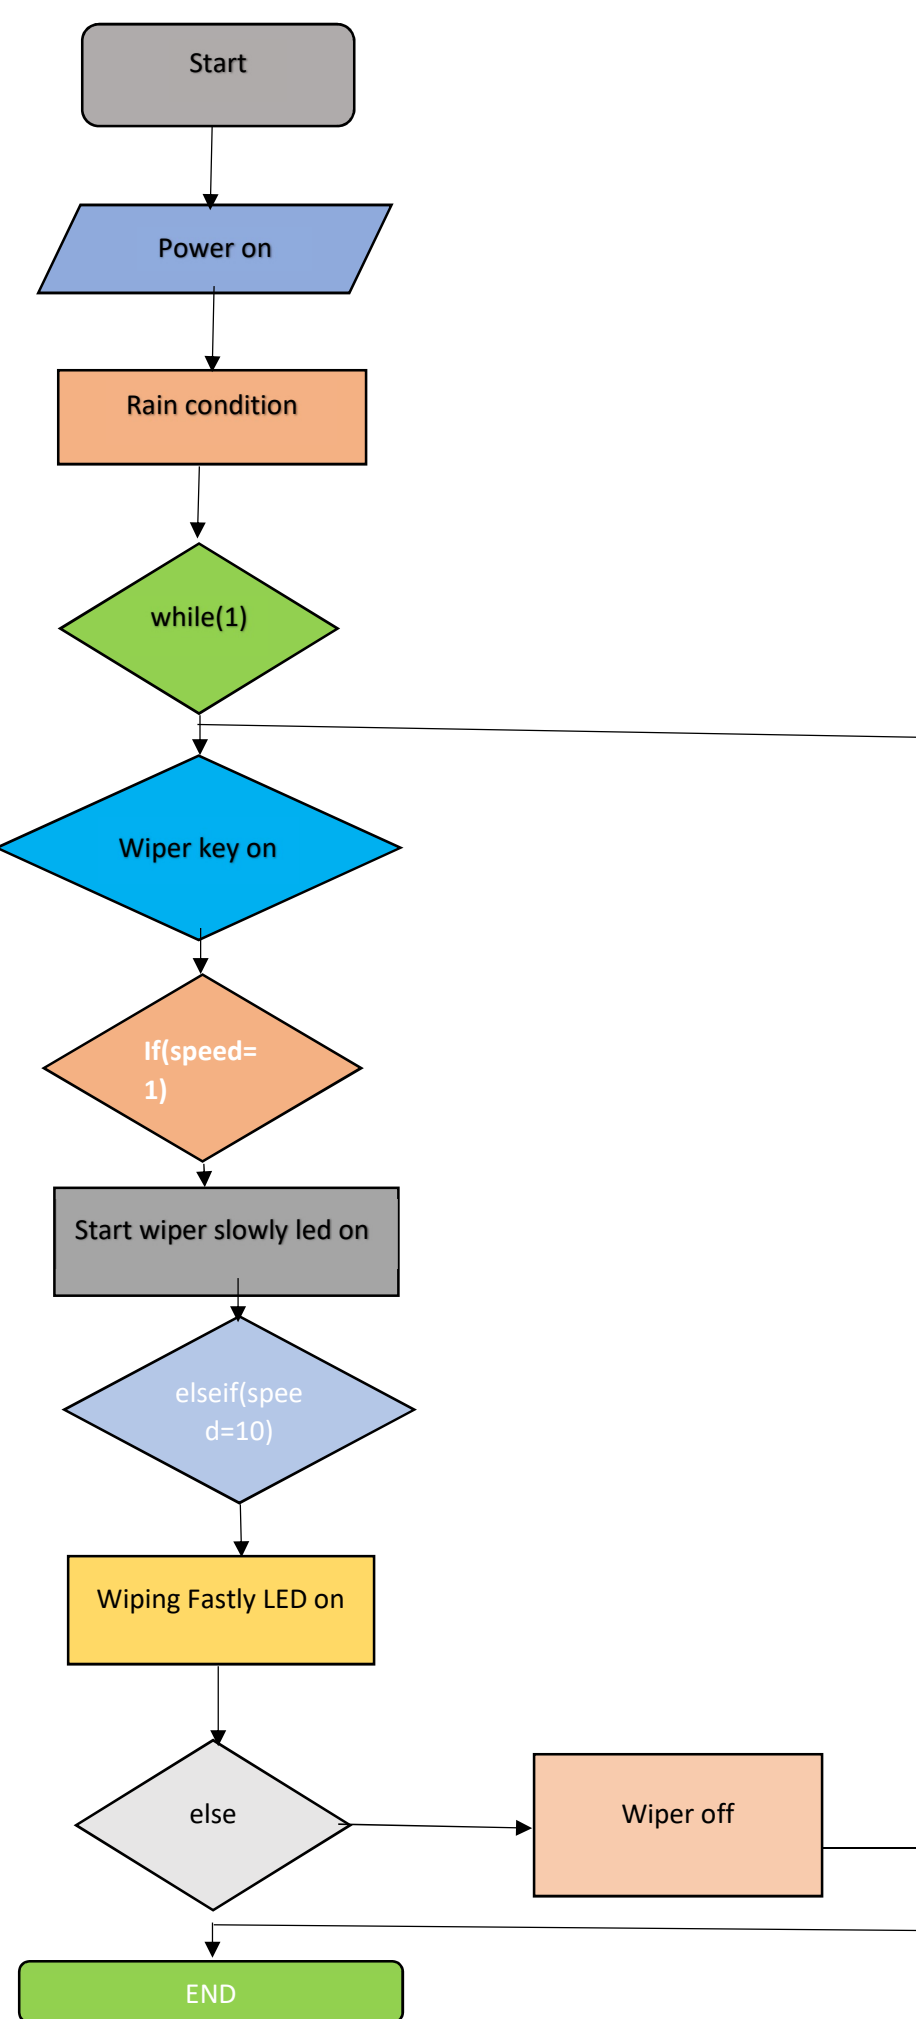 Start
Power on
Rain condition
while(1)
Wiper key on
If(speed=
1)
Start wiper slowly led on
elseif(spee
d=10)
Wiping Fastly LED on
else
Wiper off
END